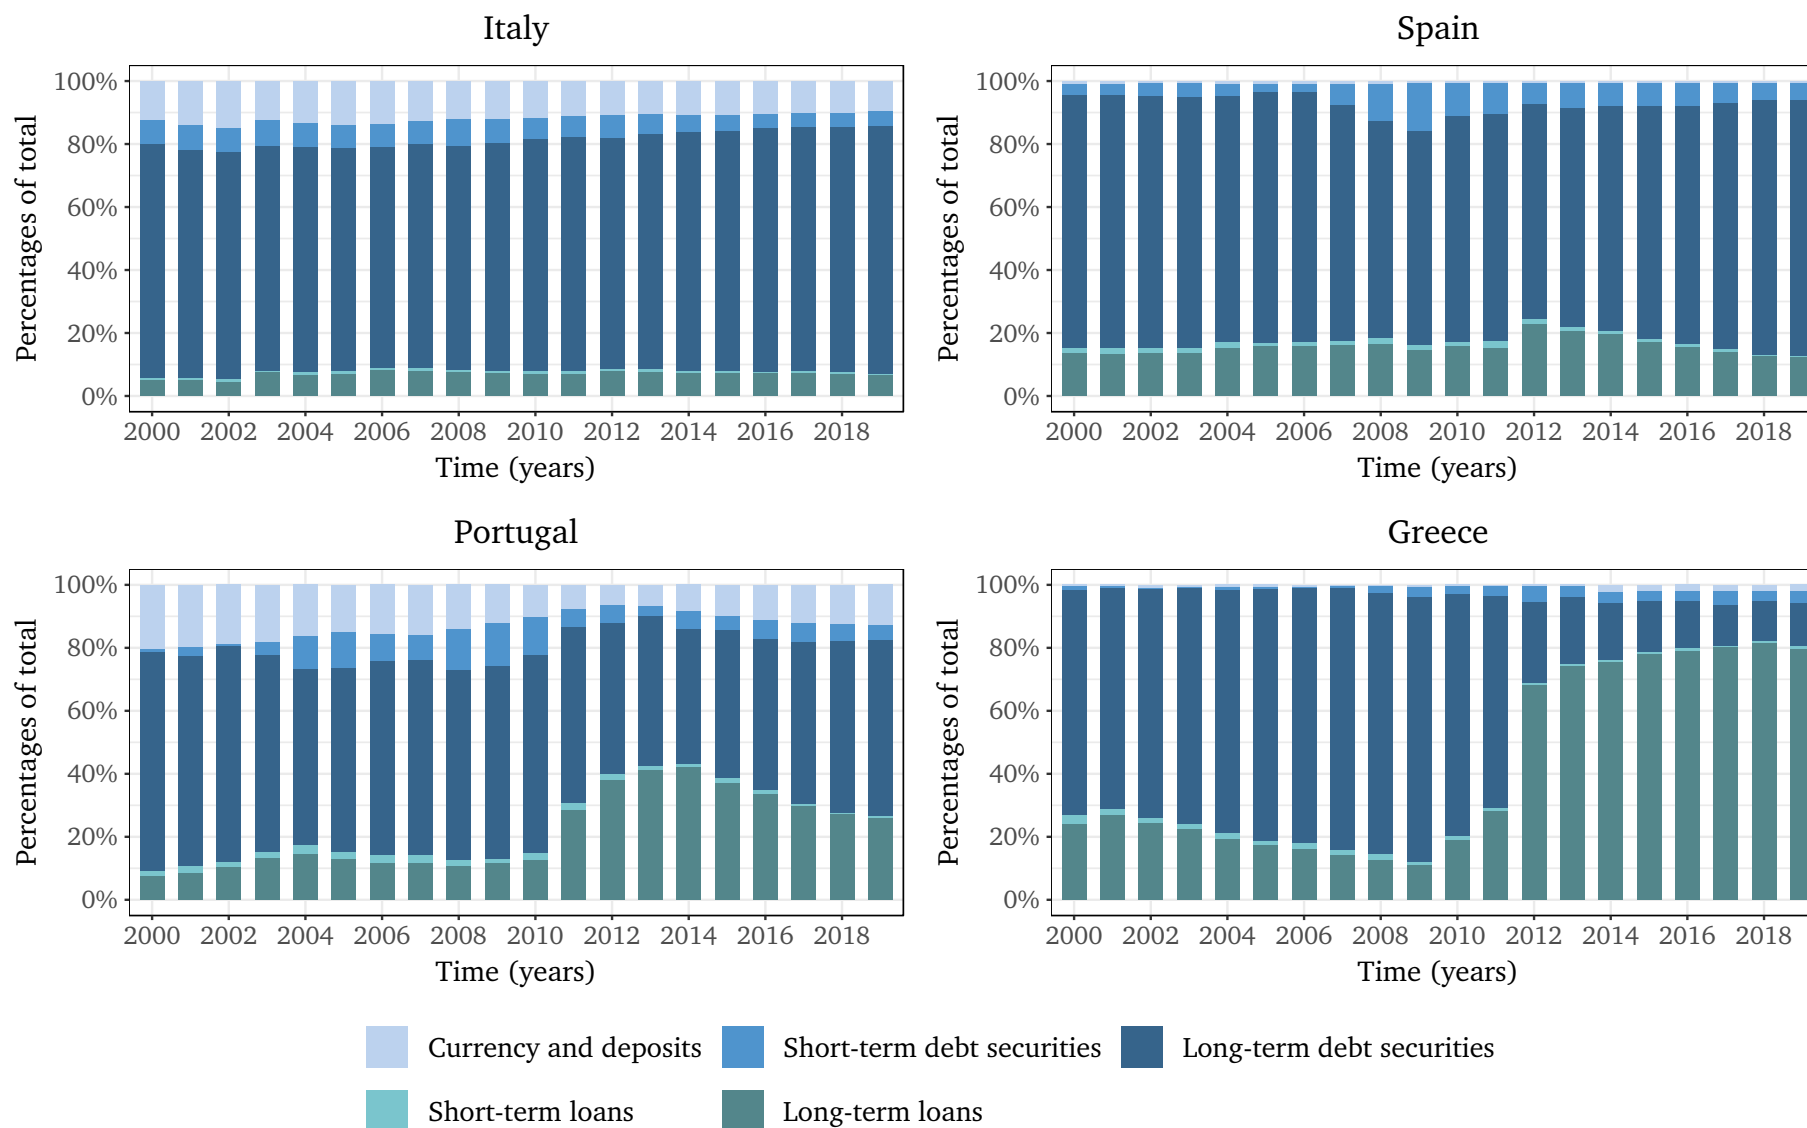 Italy
Spain
Percentages of total
100%
80%
60%
40%
20%
0%
2000 2002 2004 2006 2008 2010 2012 2014 2016 2018
Time (years)
Percentages of total
100%
80%
60%
40%
20%
0%
2000 2002 2004 2006 2008 2010 2012 2014 2016 2018
Time (years)
Portugal
Greece
Percentages of total
100%
80%
60%
40%
20%
0%
2000 2002 2004 2006 2008 2010 2012 2014 2016 2018
Time (years)
Percentages of total
100%
80%
60%
40%
20%
0%
2000 2002 2004 2006 2008 2010 2012 2014 2016 2018
Time (years)
Currency and deposits Short-term debt securities Long-term debt securities
Short-term loans Long-term loans